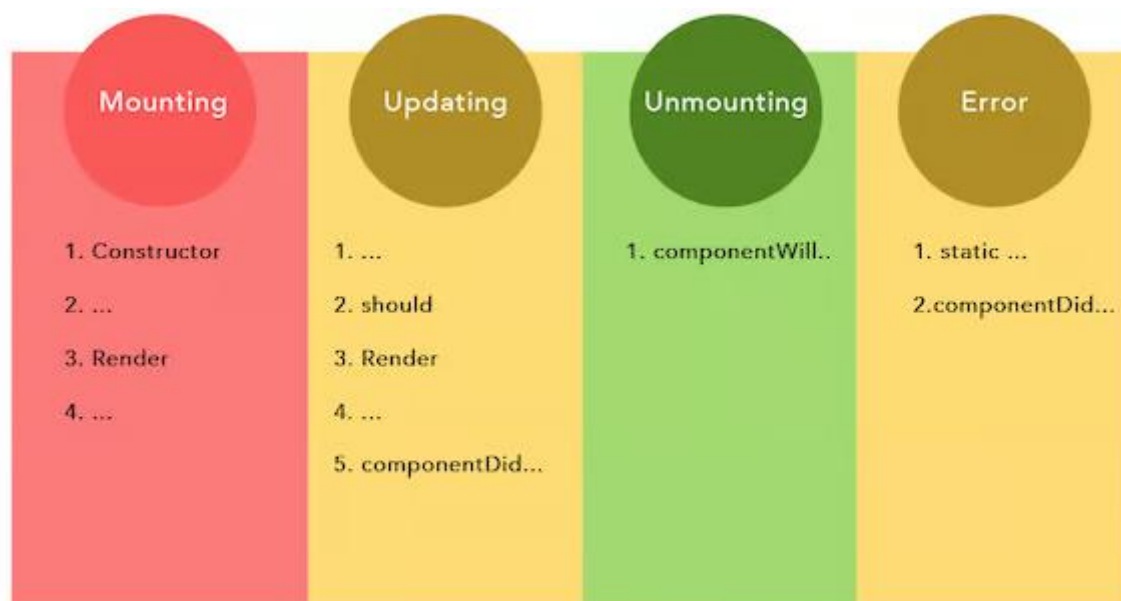 Mounting
1. Constructor
2. ...
3. Render
4. ...
Updating
1. ...
2. should
3. Render
4. ...
5. componentDid...
Unmounting
1. componentWill..
Error
1. static ...
2.componentDid...